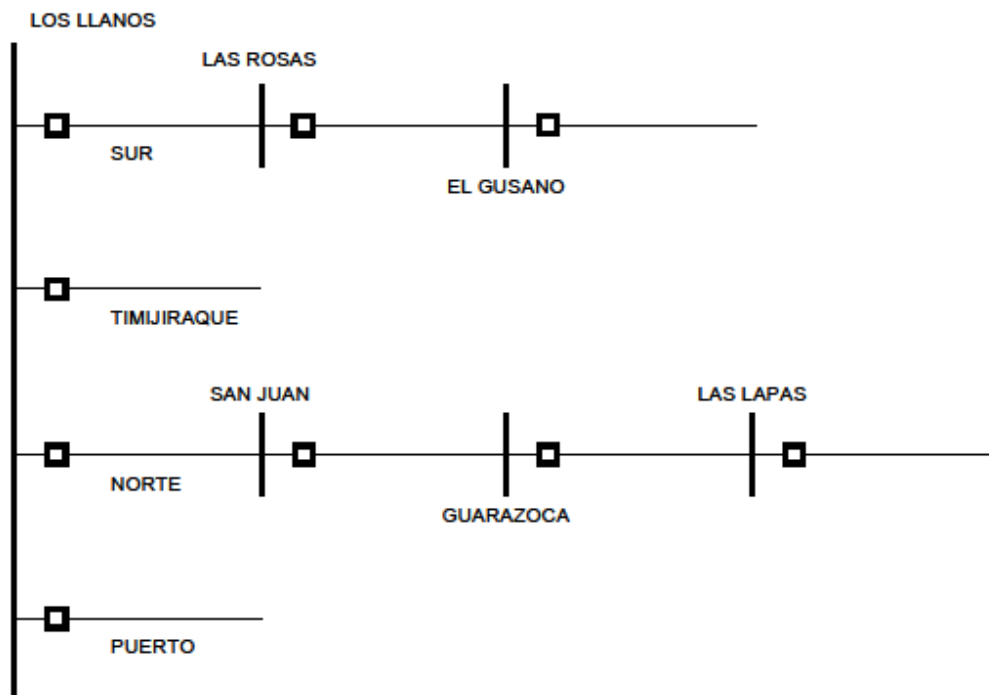 LOS LLANOS
LAS ROSAS
SUR
EL GUSANO
TIMIJIRAQUE
SAN JUAN
LAS LAPAS
NORTE
GUARAZOCA
PUERTO